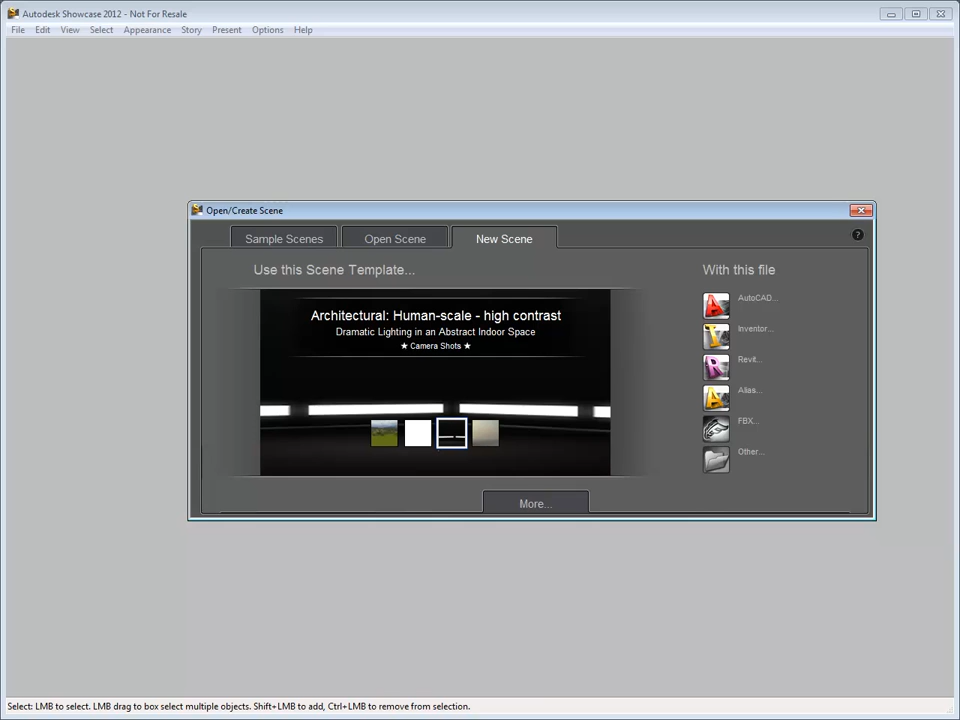 Autodesk Showcase 2012 - Not For Resale
File Edit View Select Appearance Story Present Options Help
Open/Create Scene
Sample Scenes Open Scene New Scene
?
Use this Scene Template...
With this file
Architectural: Human-scale - high contrast
Dramatic Lighting in an Abstract Indoor Space
★ Camera Shots ★
AutoCAD...
Inventor...
Revit...
Alias...
FBX...
Other...
More...
Select: LMB to select. LMB drag to box select multiple objects. Shift+LMB to add, Ctrl+LMB to remove from selection.